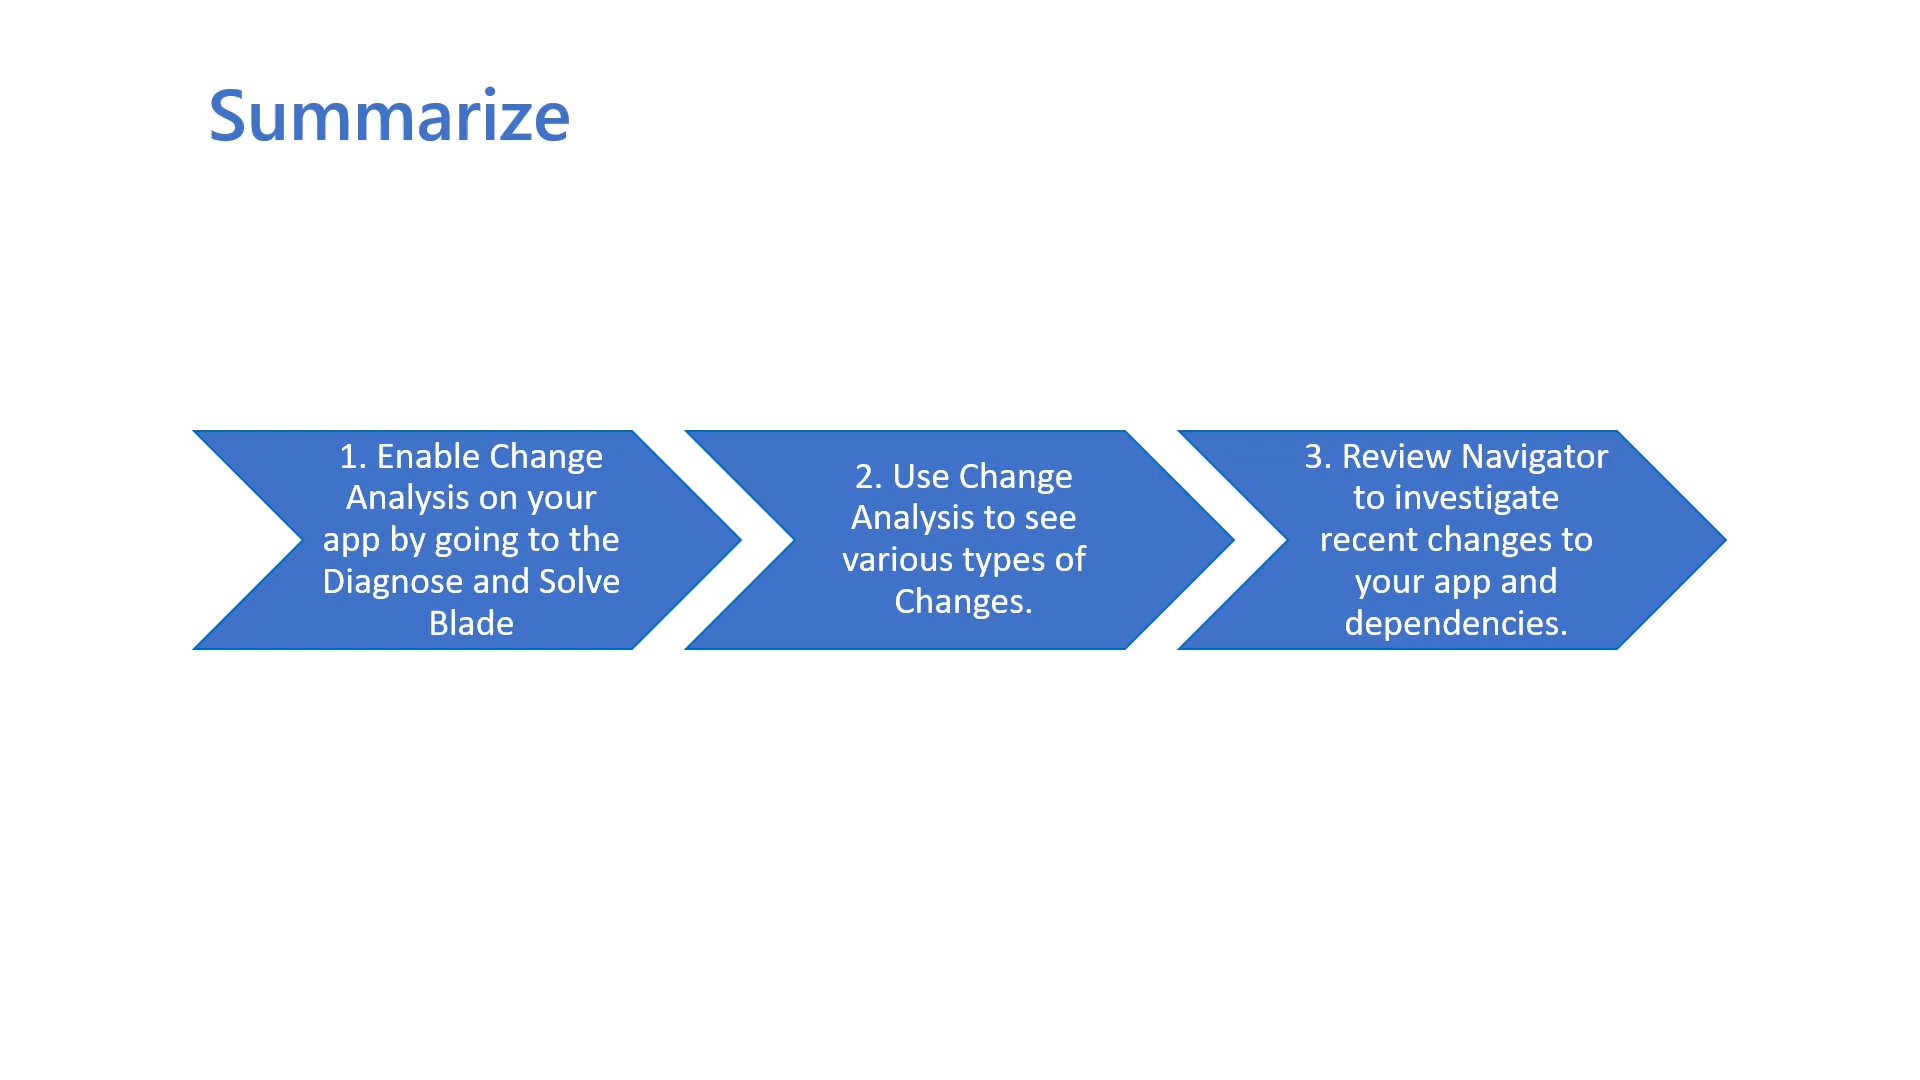 Summarize
1. Enable Change
Analysis on your
app by going to the
Diagnose and Solve
Blade
2. Use Change
Analysis to see
various types of
Changes.
3. Review Navigator
to investigate
recent changes to
your app and
dependencies.